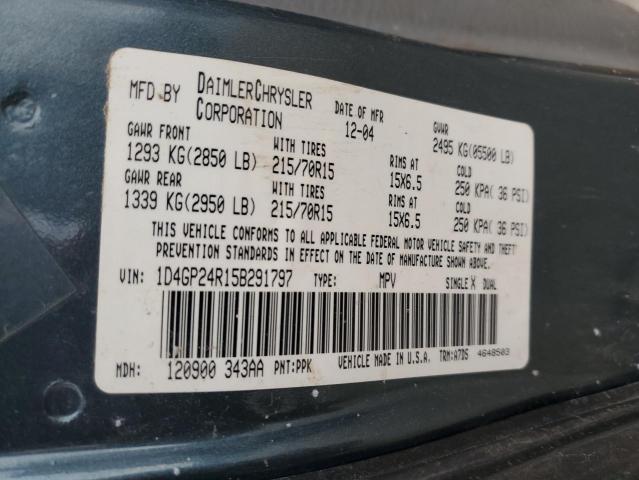 MFD BY DAIMLERCHRYSLER CORPORATION DATE OF MFR 12-04 GVWR 2495 KG(05500 LB)
GAWR FRONT WITH TIRES RIMS AT COLD
1293 KG(2850 LB) 215/70R15 15X6.5 250 KPA( 36 PSI)
GAWR REAR WITH TIRES RIMS AT COLD
1339 KG(2950 LB) 215/70R15 15X6.5 250 KPA( 36 PSI)
THIS VEHICLE CONFORMS TO ALL APPLICABLE FEDERAL MOTOR VEHICLE SAFETY AND THEFT
PREVENTION STANDARDS IN EFFECT ON THE DATE OF MANUFACTURE SHOWN ABOVE.
VIN: 1D4GP24R15B291797 TYPE: MPV SINGLE X DUAL
MDH: 120900 343AA PNT:PPK VEHICLE MADE IN U.S.A. TRM:A7D5 4648503